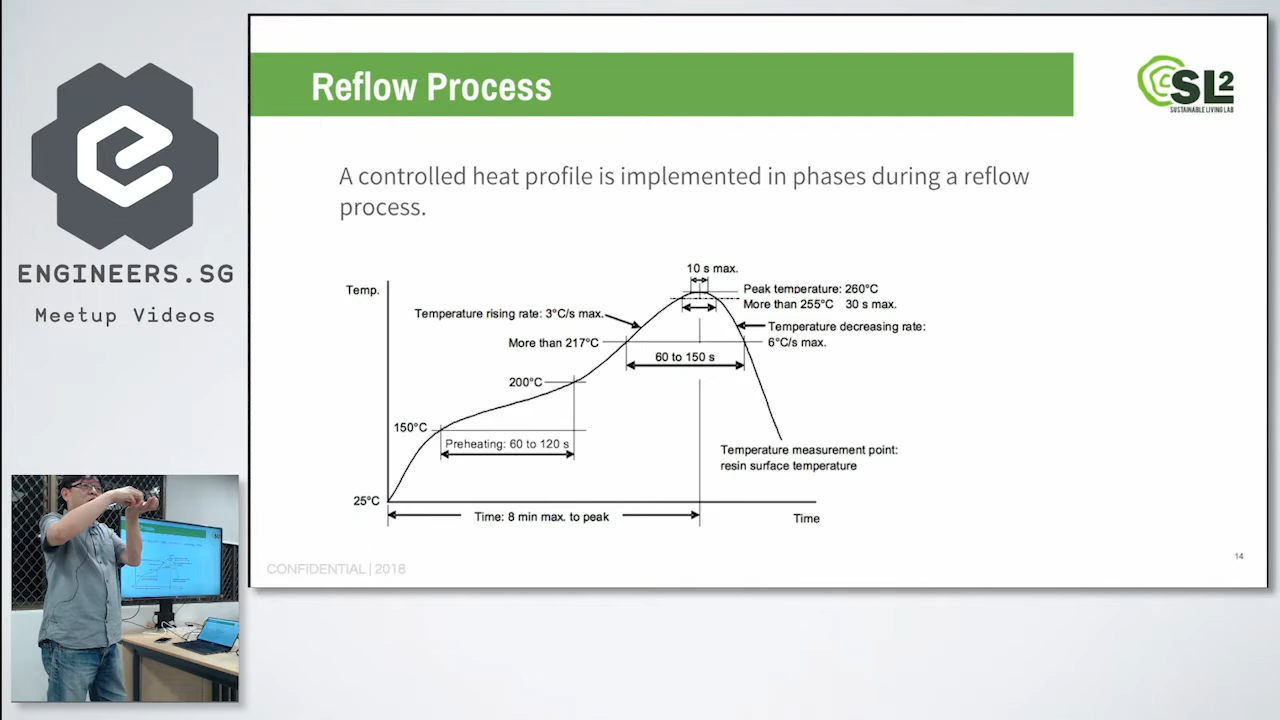 ENGINEERS.SG
Meetup Videos
Reflow Process
SL2
SUSTAINABLE LIVING LAB
A controlled heat profile is implemented in phases during a reflow
process.
10 s max.
Temp.
Peak temperature: 260°C
More than 255°C 30 s max.
Temperature rising rate: 3°C/s max.
Temperature decreasing rate:
6°C/s max.
More than 217°C
60 to 150 s
200°C
150°C
Preheating: 60 to 120 s
Temperature measurement point:
resin surface temperature
25°C
Time: 8 min max. to peak
Time
14
CONFIDENTIAL | 2018